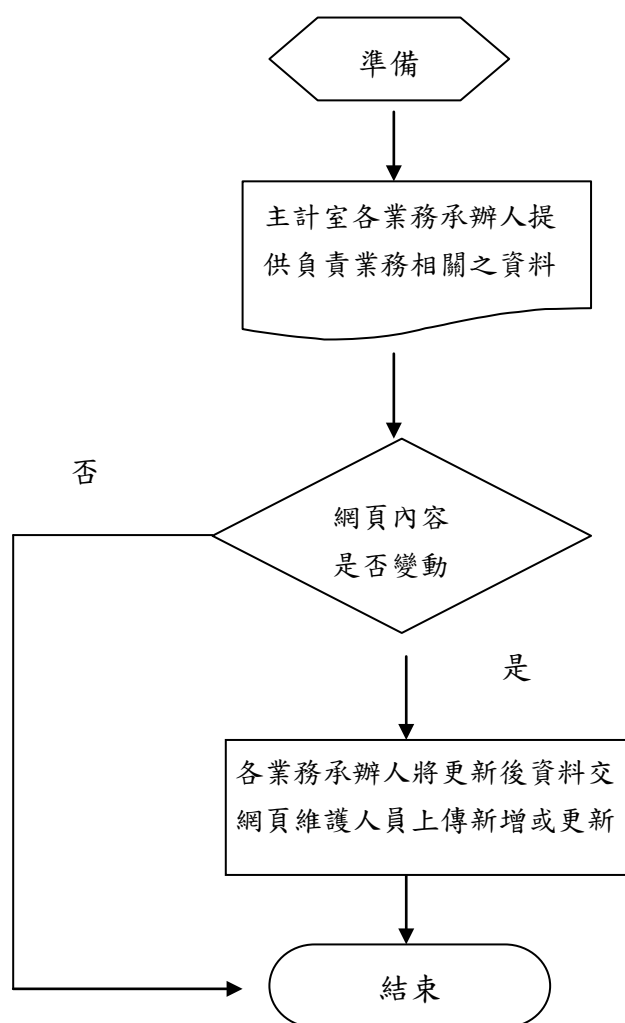 準備
主計室各業務承辦人提
供負責業務相關之資料
否
網頁內容
是否變動
是
各業務承辦人將更新後資料交
網頁維護人員上傳新增或更新
結束